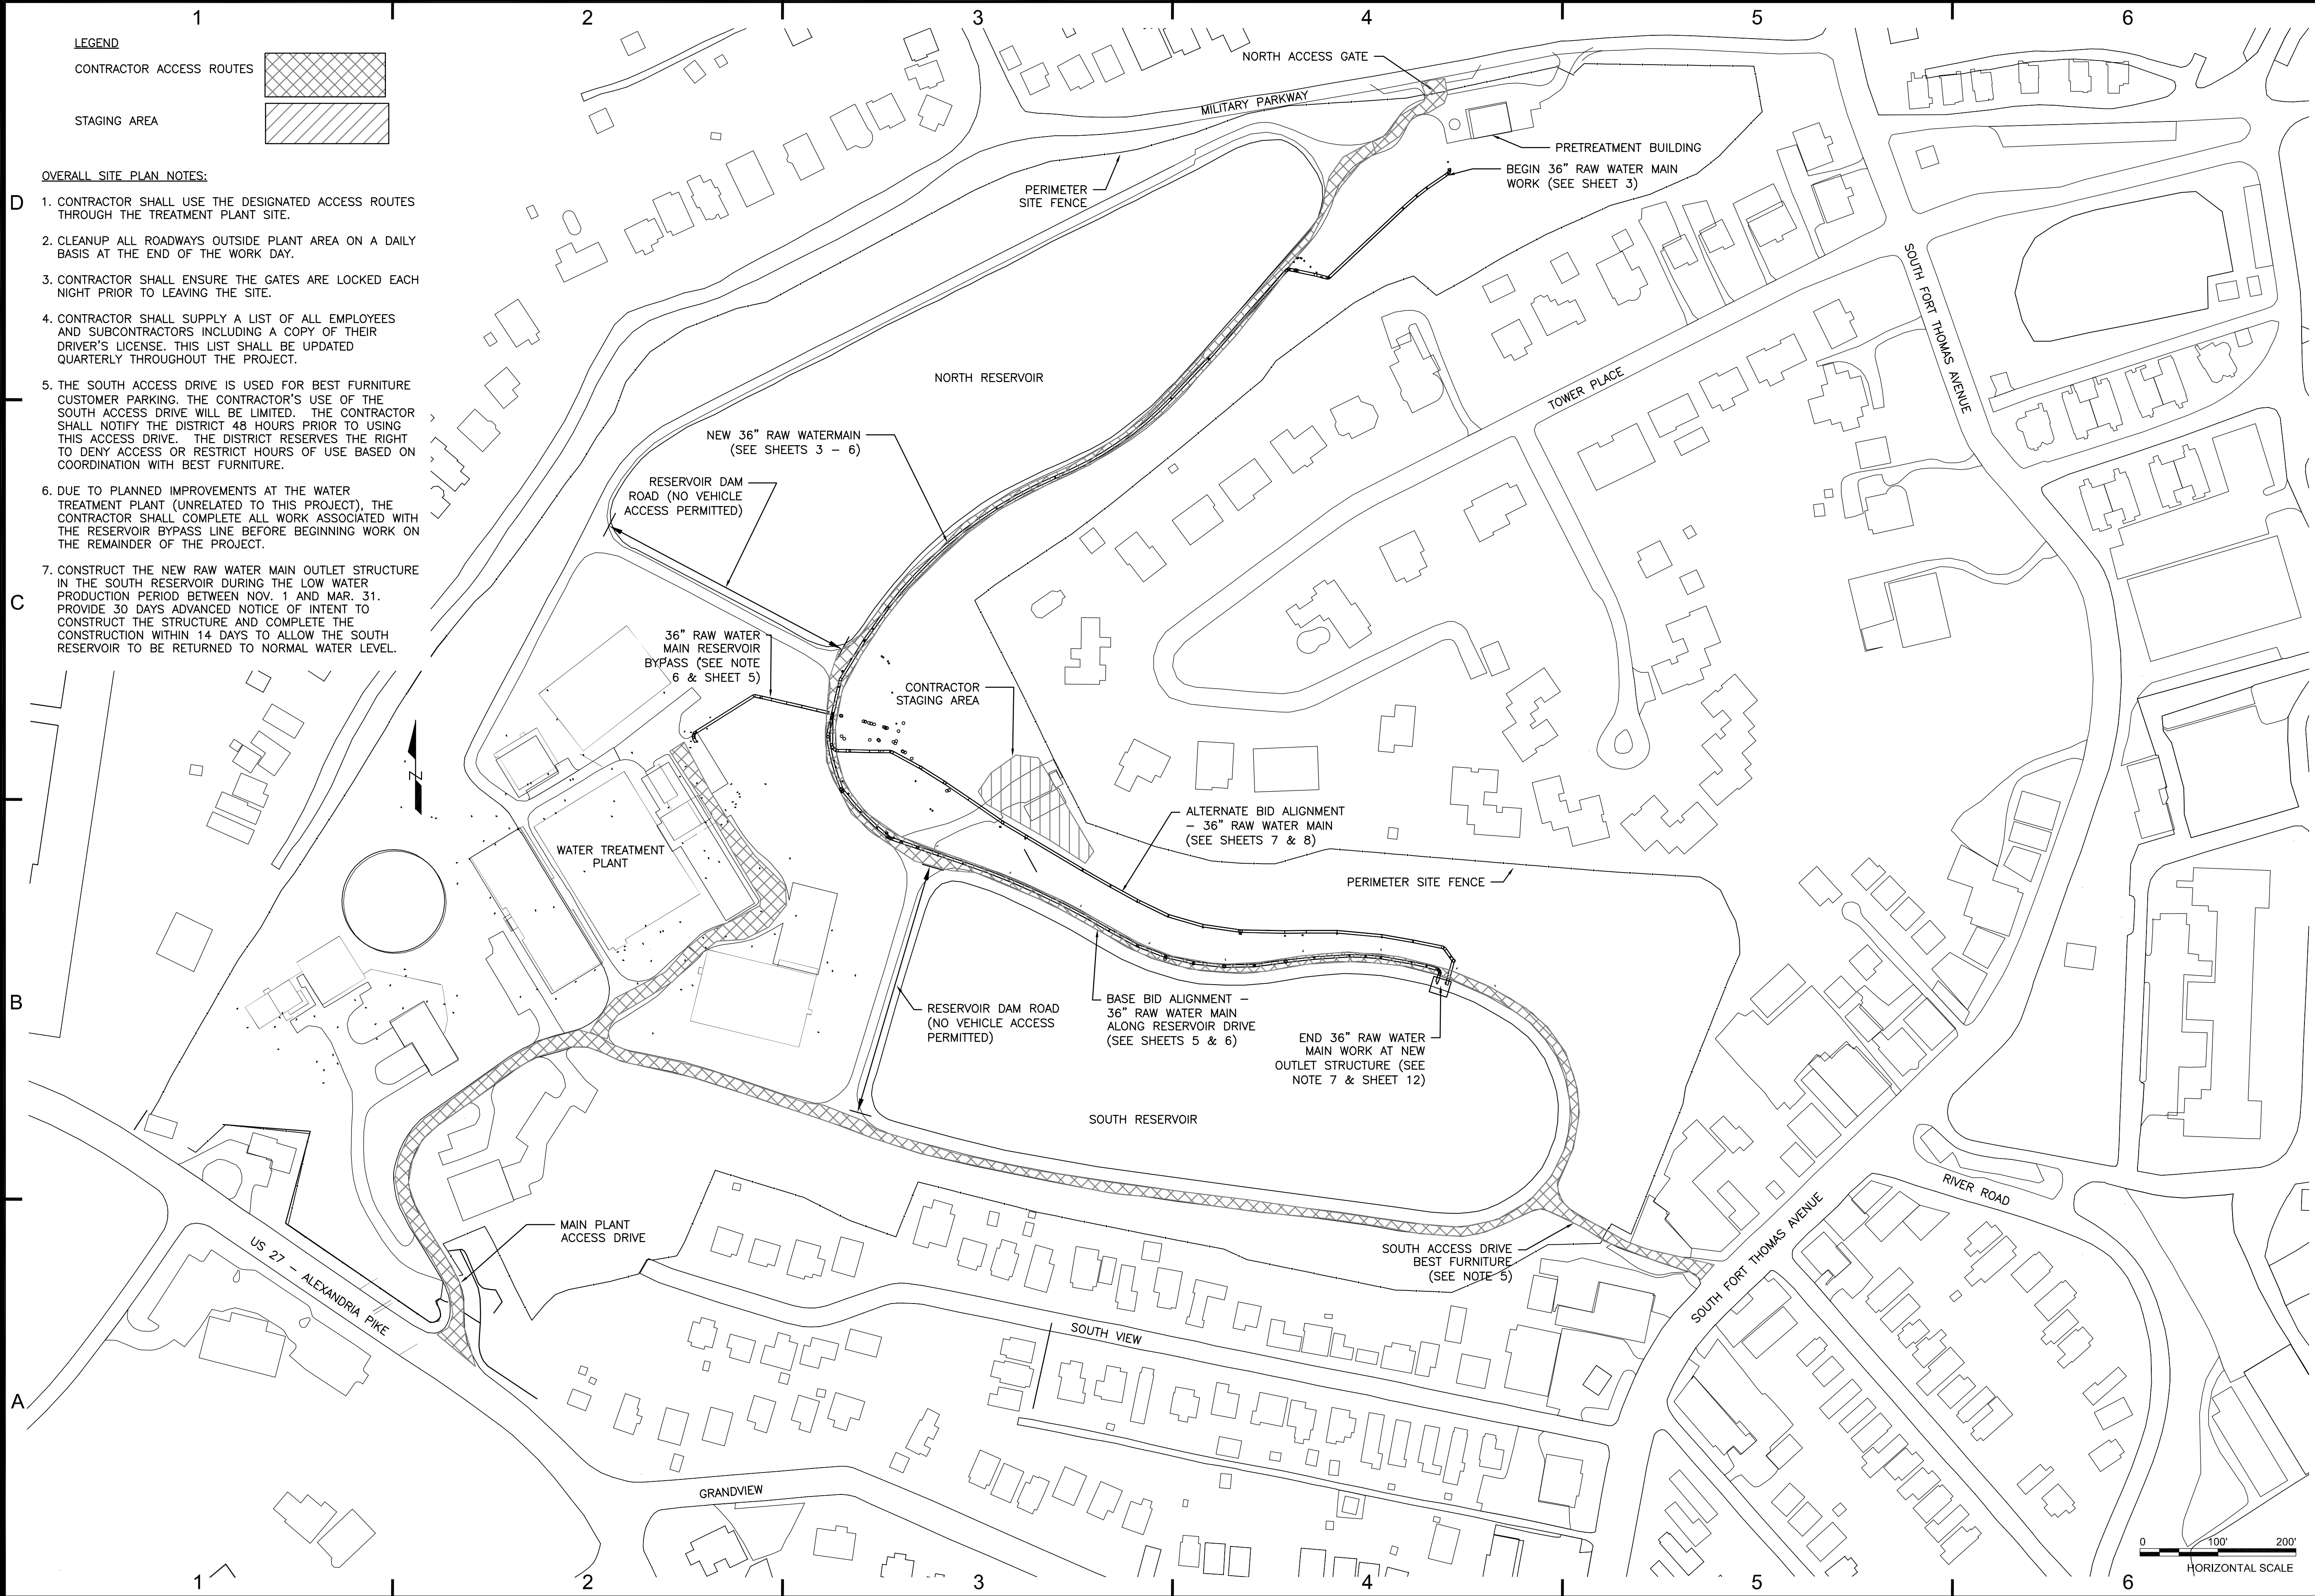 1 2 3 4 5 6
LEGEND
CONTRACTOR ACCESS ROUTES
STAGING AREA
OVERALL SITE PLAN NOTES:
1. CONTRACTOR SHALL USE THE DESIGNATED ACCESS ROUTES
THROUGH THE TREATMENT PLANT SITE.
2. CLEANUP ALL ROADWAYS OUTSIDE PLANT AREA ON A DAILY
BASIS AT THE END OF THE WORK DAY.
3. CONTRACTOR SHALL ENSURE THE GATES ARE LOCKED EACH
NIGHT PRIOR TO LEAVING THE SITE.
4. CONTRACTOR SHALL SUPPLY A LIST OF ALL EMPLOYEES
AND SUBCONTRACTORS INCLUDING A COPY OF THEIR
DRIVER'S LICENSE. THIS LIST SHALL BE UPDATED
QUARTERLY THROUGHOUT THE PROJECT.
5. THE SOUTH ACCESS DRIVE IS USED FOR BEST FURNITURE
CUSTOMER PARKING. THE CONTRACTOR'S USE OF THE
SOUTH ACCESS DRIVE WILL BE LIMITED. THE CONTRACTOR
SHALL NOTIFY THE DISTRICT 48 HOURS PRIOR TO USING
THIS ACCESS DRIVE. THE DISTRICT RESERVES THE RIGHT
TO DENY ACCESS OR RESTRICT HOURS OF USE BASED ON
COORDINATION WITH BEST FURNITURE.
6. DUE TO PLANNED IMPROVEMENTS AT THE WATER
TREATMENT PLANT (UNRELATED TO THIS PROJECT), THE
CONTRACTOR SHALL COMPLETE ALL WORK ASSOCIATED WITH
THE RESERVOIR BYPASS LINE BEFORE BEGINNING WORK ON
THE REMAINDER OF THE PROJECT.
7. CONSTRUCT THE NEW RAW WATER MAIN OUTLET STRUCTURE
IN THE SOUTH RESERVOIR DURING THE LOW WATER
PRODUCTION PERIOD BETWEEN NOV. 1 AND MAR. 31.
PROVIDE 30 DAYS ADVANCED NOTICE OF INTENT TO
CONSTRUCT THE STRUCTURE AND COMPLETE THE
CONSTRUCTION WITHIN 14 DAYS TO ALLOW THE SOUTH
RESERVOIR TO BE RETURNED TO NORMAL WATER LEVEL.
D
C
B
A
NORTH ACCESS GATE
MILITARY PARKWAY
PRETREATMENT BUILDING
BEGIN 36" RAW WATER MAIN
WORK (SEE SHEET 3)
PERIMETER
SITE FENCE
NORTH RESERVOIR
TOWER PLACE
SOUTH FORT THOMAS AVENUE
NEW 36" RAW WATERMAIN
(SEE SHEETS 3 - 6)
RESERVOIR DAM
ROAD (NO VEHICLE
ACCESS PERMITTED)
36" RAW WATER
MAIN RESERVOIR
BYPASS (SEE NOTE
6 & SHEET 5)
CONTRACTOR
STAGING AREA
N
WATER TREATMENT
PLANT
ALTERNATE BID ALIGNMENT
- 36" RAW WATER MAIN
(SEE SHEETS 7 & 8)
PERIMETER SITE FENCE
RESERVOIR DAM ROAD
(NO VEHICLE ACCESS
PERMITTED)
BASE BID ALIGNMENT -
36" RAW WATER MAIN
ALONG RESERVOIR DRIVE
(SEE SHEETS 5 & 6)
END 36" RAW WATER
MAIN WORK AT NEW
OUTLET STRUCTURE (SEE
NOTE 7 & SHEET 12)
SOUTH RESERVOIR
RIVER ROAD
MAIN PLANT
ACCESS DRIVE
US 27 - ALEXANDRIA PIKE
SOUTH ACCESS DRIVE
BEST FURNITURE
(SEE NOTE 5)
SOUTH FORT THOMAS AVENUE
SOUTH VIEW
GRANDVIEW
0 100' 200'
HORIZONTAL SCALE
1 2 3 4 5 6